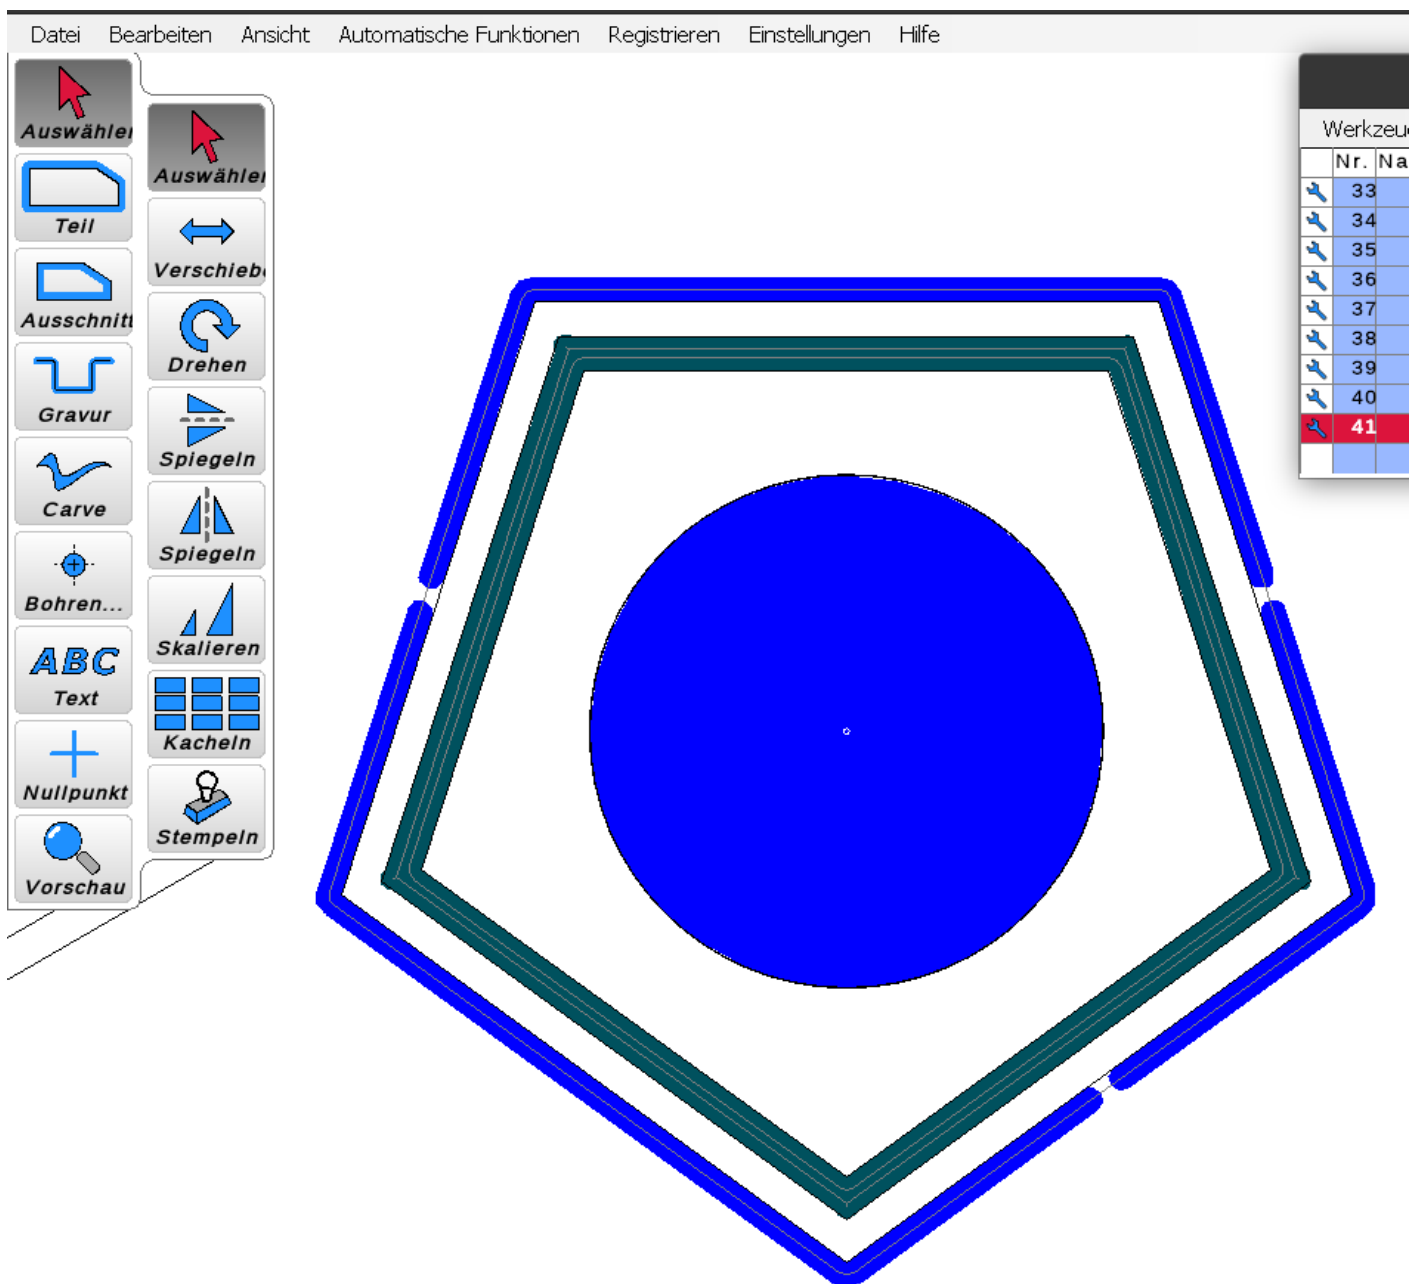 Datei Bearbeiten Ansicht Automatische Funktionen Registrieren Einstellungen Hilfe
Auswähler
Teil
Ausschnitt
Gravur
Carve
Bohren...
ABC
Text
Nullpunkt
Vorschau
Auswähler
Verschieb
Drehen
Spiegeln
Spiegeln
Skalieren
Kacheln
Stempeln
Werkzeu
Nr. Na
33
34
35
36
37
38
39
40
41